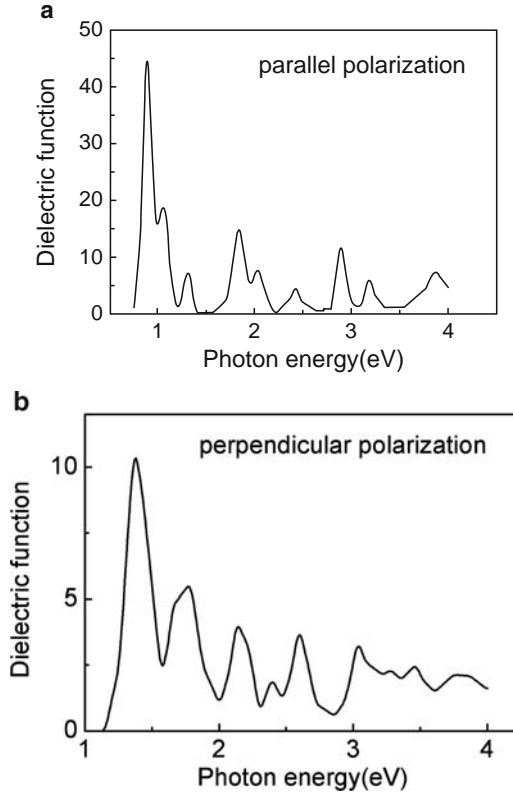 a
parallel polarization
Dielectric function
50
40
30
20
10
0
1
2
3
4
Photon energy(eV)
b
perpendicular polarization
Dielectric function
10
5
0
1
2
3
4
Photon energy(eV)